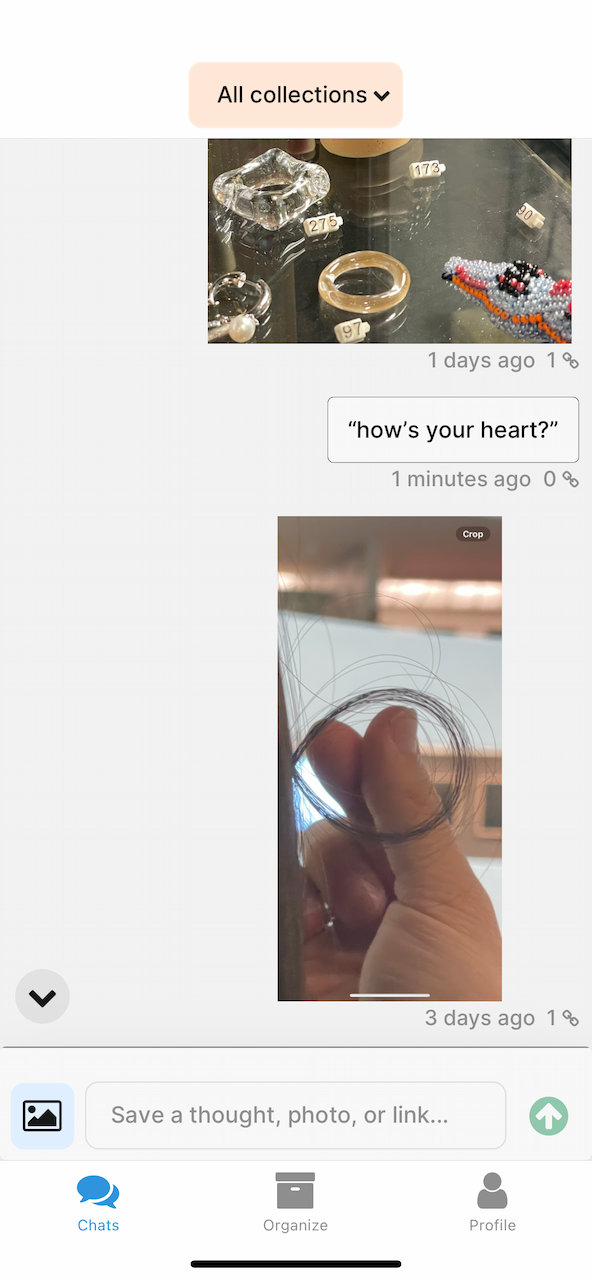 All collections
173
275
90
97
1 days ago 1
“how’s your heart?”
1 minutes ago 0
Crop
3 days ago 1
Save a thought, photo, or link...
Chats
Organize
Profile